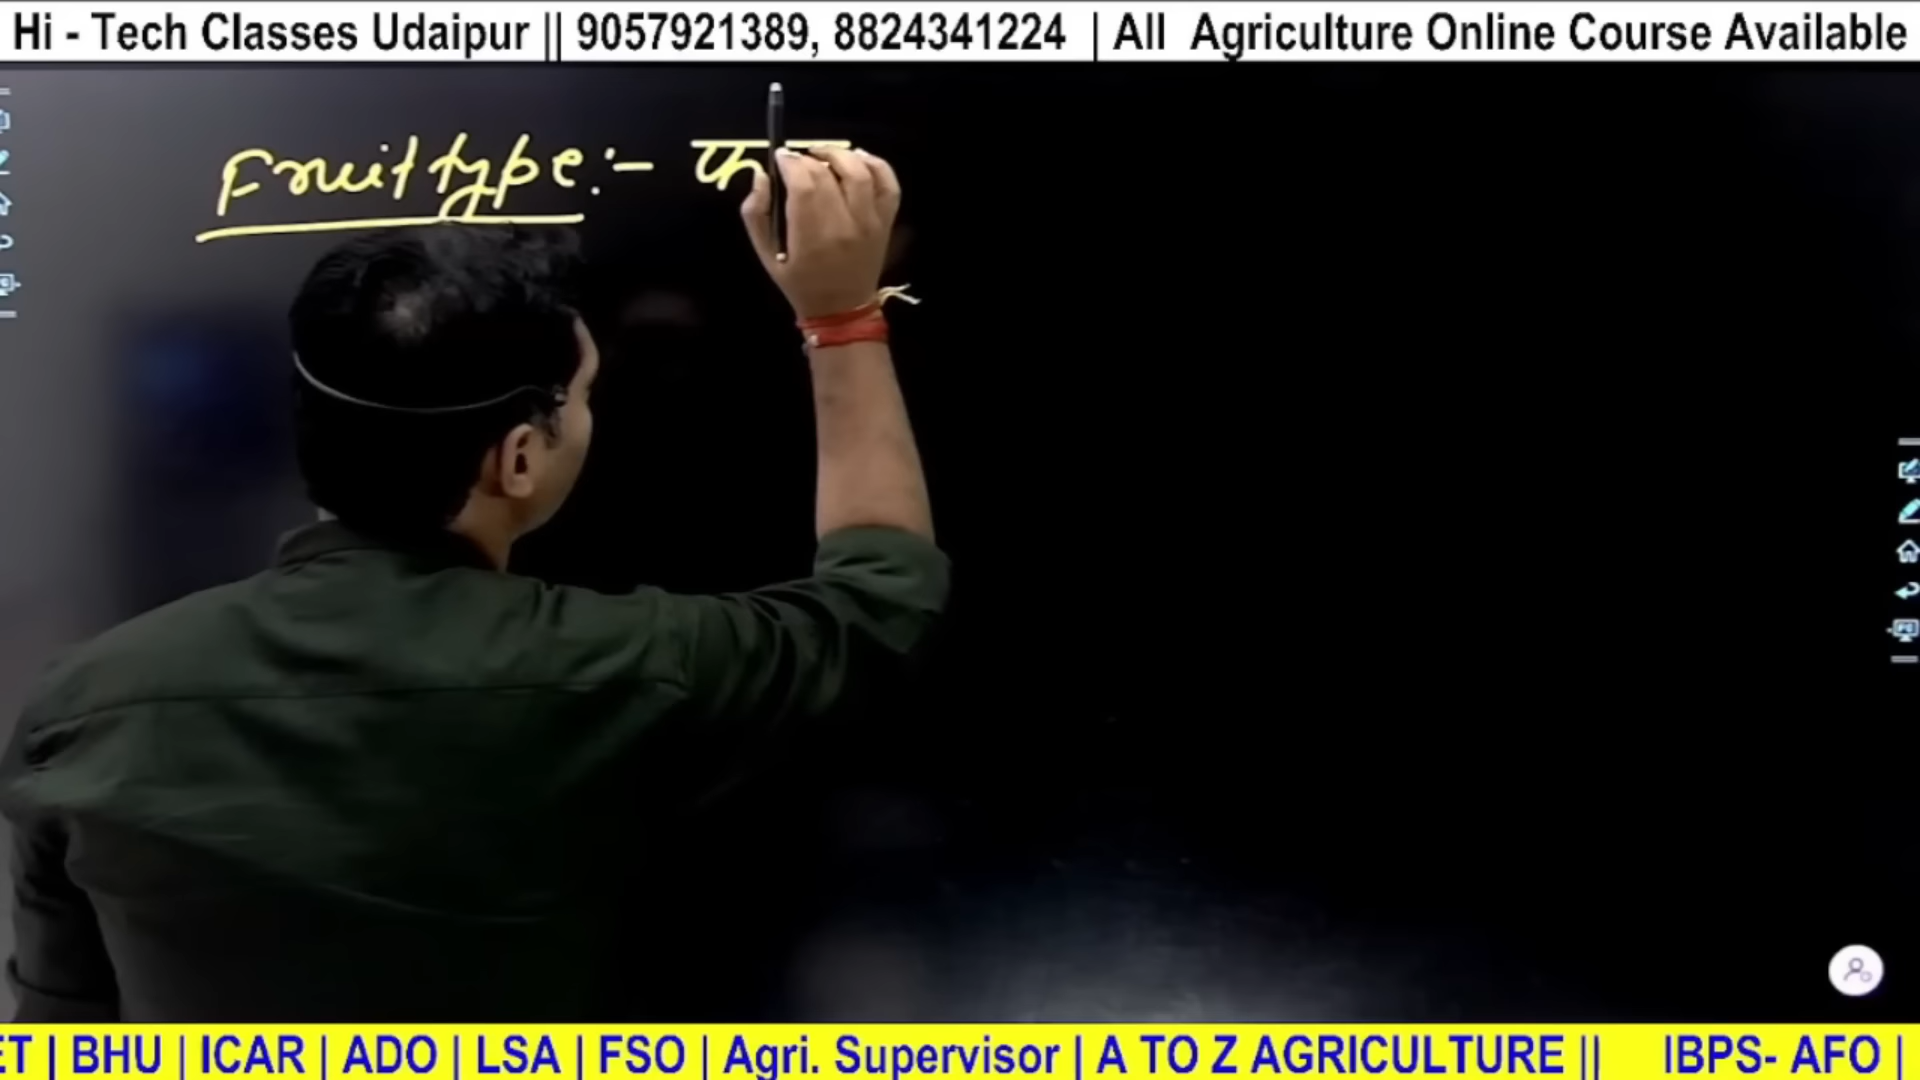 Hi - Tech Classes Udaipur || 9057921389, 8824341224 | All Agriculture Online Course Available
Fruit type :-
ET | BHU | ICAR | ADO | LSA | FSO | Agri. Supervisor | A TO Z AGRICULTURE || IBPS- AFO |